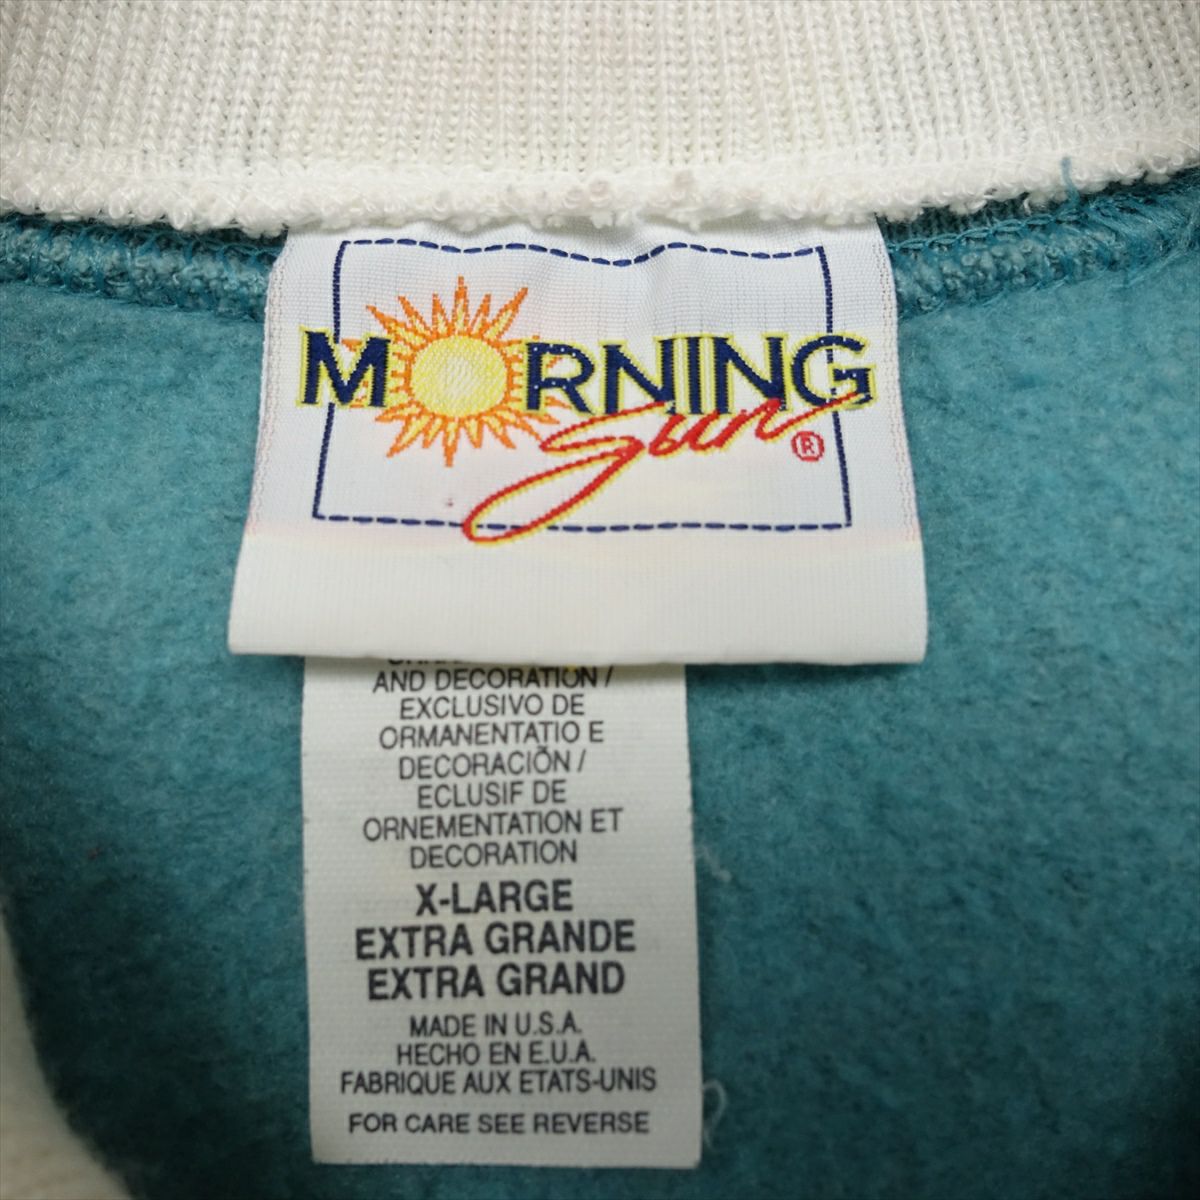 MORNING
Sun®
AND DECORATION /
EXCLUSIVO DE
ORMANENTATIO E
DECORACIÕN /
ECLUSIF DE
ORNEMENTATION ET
DECORATION
X-LARGE
EXTRA GRANDE
EXTRA GRAND
MADE IN U.S.A.
HECHO EN E.U.A.
FABRIQUE AUX ETATS-UNIS
FOR CARE SEE REVERSE